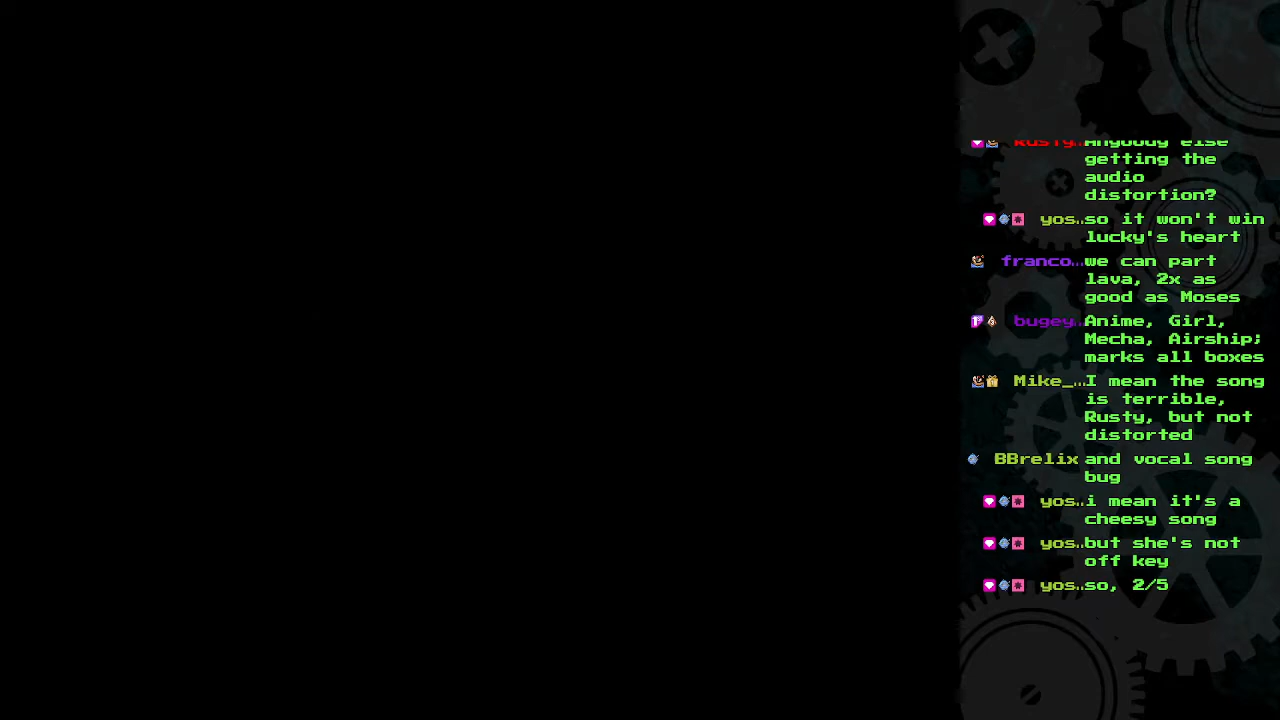 Rusty.. Anybody else
getting the
audio
distortion?
yos.. so it won't win
lucky's heart
franco... we can part
lava, 2x as
good as Moses
bugey.. Anime, Girl,
Mecha, Airship;
marks all boxes
Mike_... I mean the song
is terrible,
Rusty, but not
distorted
BBrelix and vocal song
bug
yos.. i mean it's a
cheesy song
yos.. but she's not
off key
yos.. so, 2/5